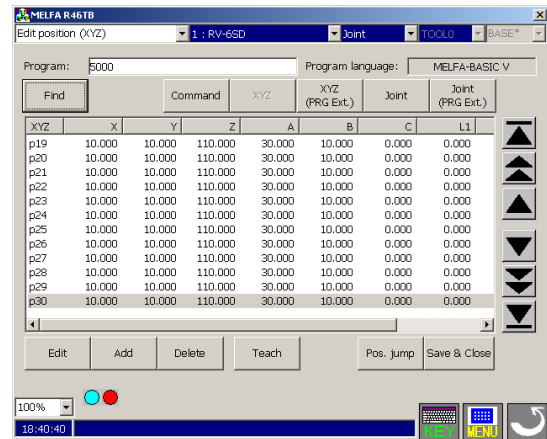 MELFA R46TB
Edit position (XYZ) 1 : RV-6SD Joint TOOL0 BASE*
Program: 5000 Program language: MELFA-BASIC V
Find Command XYZ XYZ (PRG Ext.) Joint Joint (PRG Ext.)
XYZ X Y Z A B C L1
p19 10.000 10.000 110.000 30.000 10.000 0.000 0.000
p20 10.000 10.000 110.000 30.000 10.000 0.000 0.000
p21 10.000 10.000 110.000 30.000 10.000 0.000 0.000
p22 10.000 10.000 110.000 30.000 10.000 0.000 0.000
p23 10.000 10.000 110.000 30.000 10.000 0.000 0.000
p24 10.000 10.000 110.000 30.000 10.000 0.000 0.000
p25 10.000 10.000 110.000 30.000 10.000 0.000 0.000
p26 10.000 10.000 110.000 30.000 10.000 0.000 0.000
p27 10.000 10.000 110.000 30.000 10.000 0.000 0.000
p28 10.000 10.000 110.000 30.000 10.000 0.000 0.000
p29 10.000 10.000 110.000 30.000 10.000 0.000 0.000
p30 10.000 10.000 110.000 30.000 10.000 0.000 0.000
Edit Add Delete Teach Pos. jump Save & Close
100%
18:40:40 KEY MENU